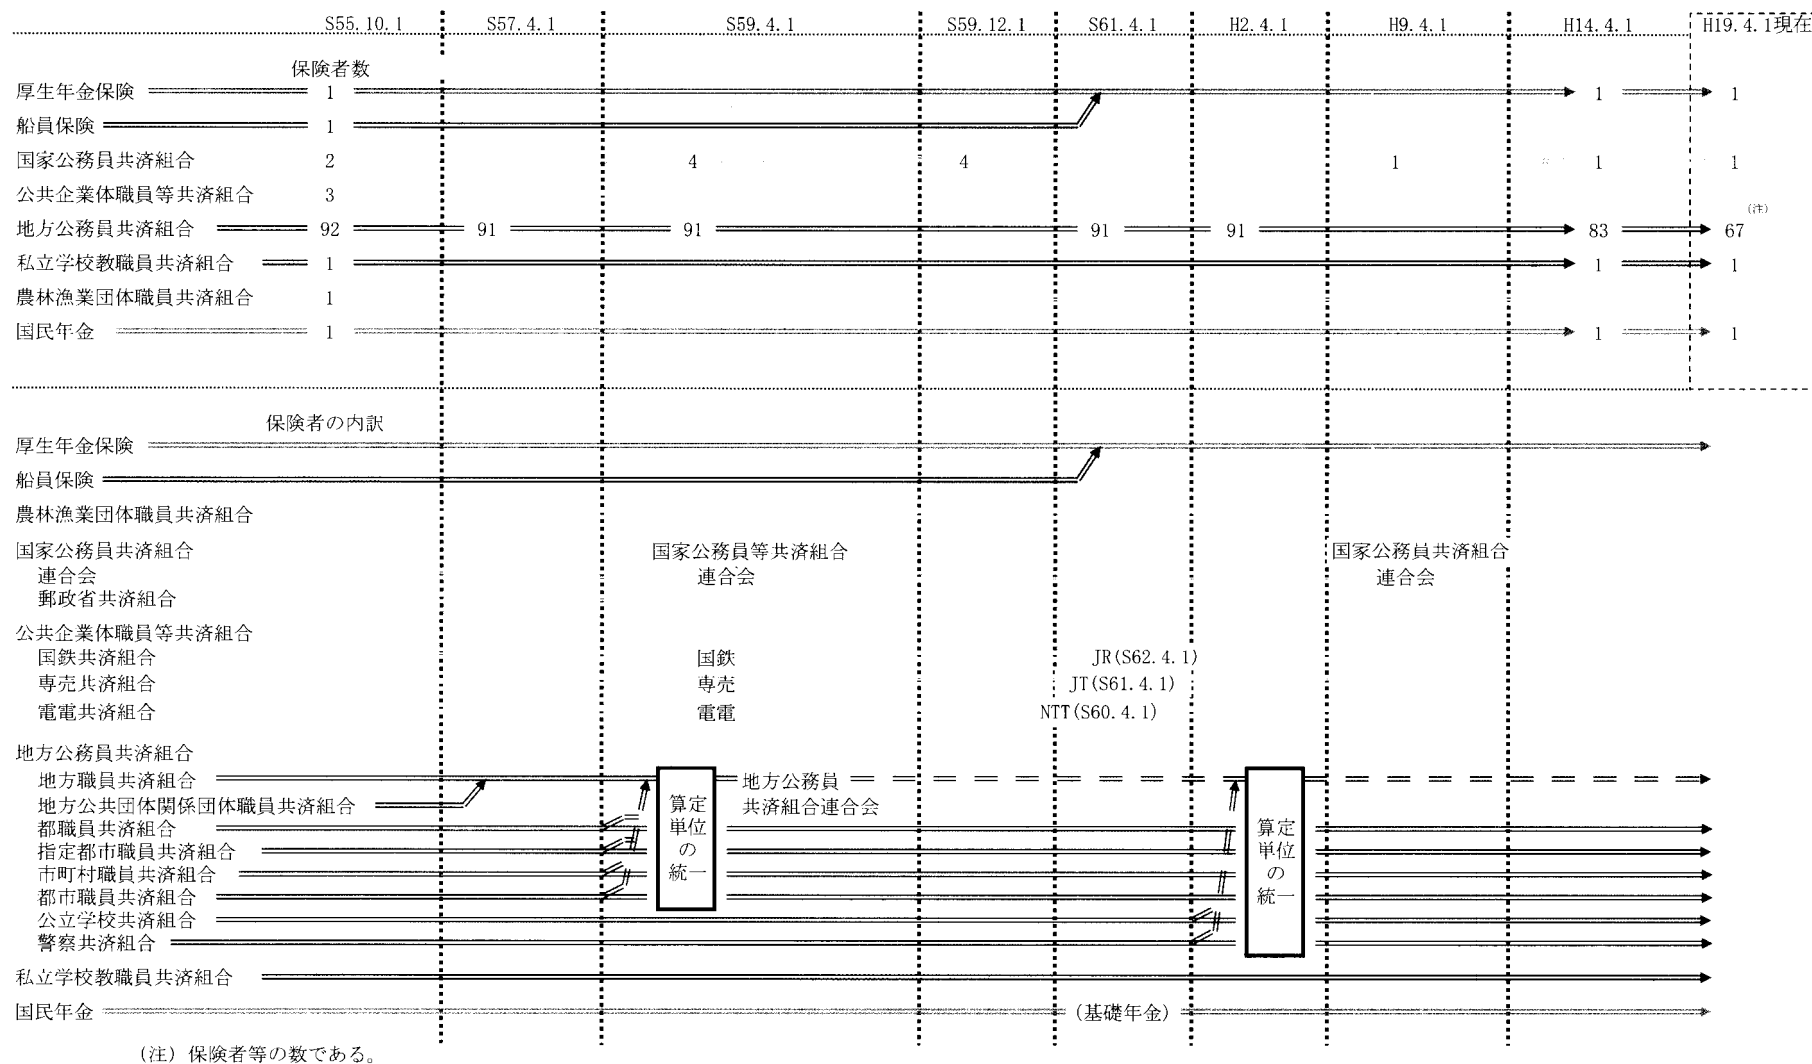 S55.10.1 S57.4.1 S59.4.1 S59.12.1 S61.4.1 H2.4.1 H9.4.1 H14.4.1 H19.4.1現在
保険者数
厚生年金保険 1 1 1
船員保険 1
国家公務員共済組合 2 4 4 1 1 1
公共企業体職員等共済組合 3
(注)
地方公務員共済組合 92 91 91 91 91 83 67
私立学校教職員共済組合 1 1 1
農林漁業団体職員共済組合 1
国民年金 1 1 1
保険者の内訳
厚生年金保険
船員保険
農林漁業団体職員共済組合
国家公務員共済組合 国家公務員等共済組合 国家公務員共済組合
連合会 連合会 連合会
郵政省共済組合
公共企業体職員等共済組合
国鉄共済組合 国鉄 JR(S62.4.1)
専売共済組合 専売 JT(S61.4.1)
電電共済組合 電電 NTT(S60.4.1)
地方公務員共済組合
地方職員共済組合 地方公務員
地方公共団体関係団体職員共済組合 共済組合連合会
都職員共済組合
指定都市職員共済組合
市町村職員共済組合
都市職員共済組合
公立学校共済組合
警察共済組合
算定
単位
の
統一
算定
単位
の
統一
私立学校教職員共済組合
国民年金 (基礎年金)
(注) 保険者等の数である。